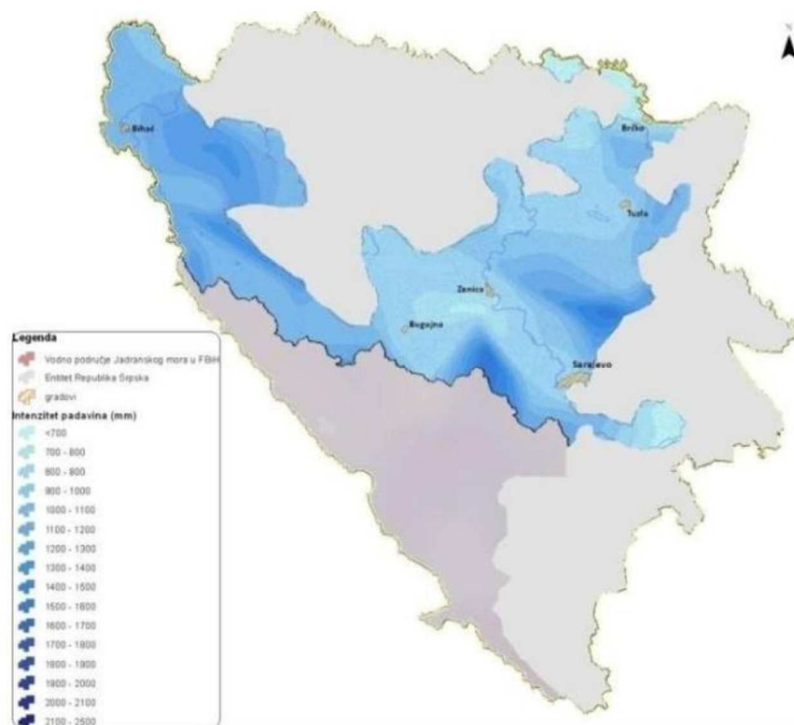 N
Bihać
Brčko
Tuzla
Zenica
Bugojno
Sarajevo
Legenda
Vodno područje Jadranskog mora u FBiH
Entitet Republika Srpska
gradovi
Intenzitet padavina (mm)
<700
700 - 800
800 - 1000
1000 - 1100
1100 - 1200
1200 - 1300
1300 - 1400
1400 - 1500
1500 - 1600
1600 - 1700
1700 - 1800
1800 - 1900
1900 - 2000
2000 - 2100
2100 - 2500